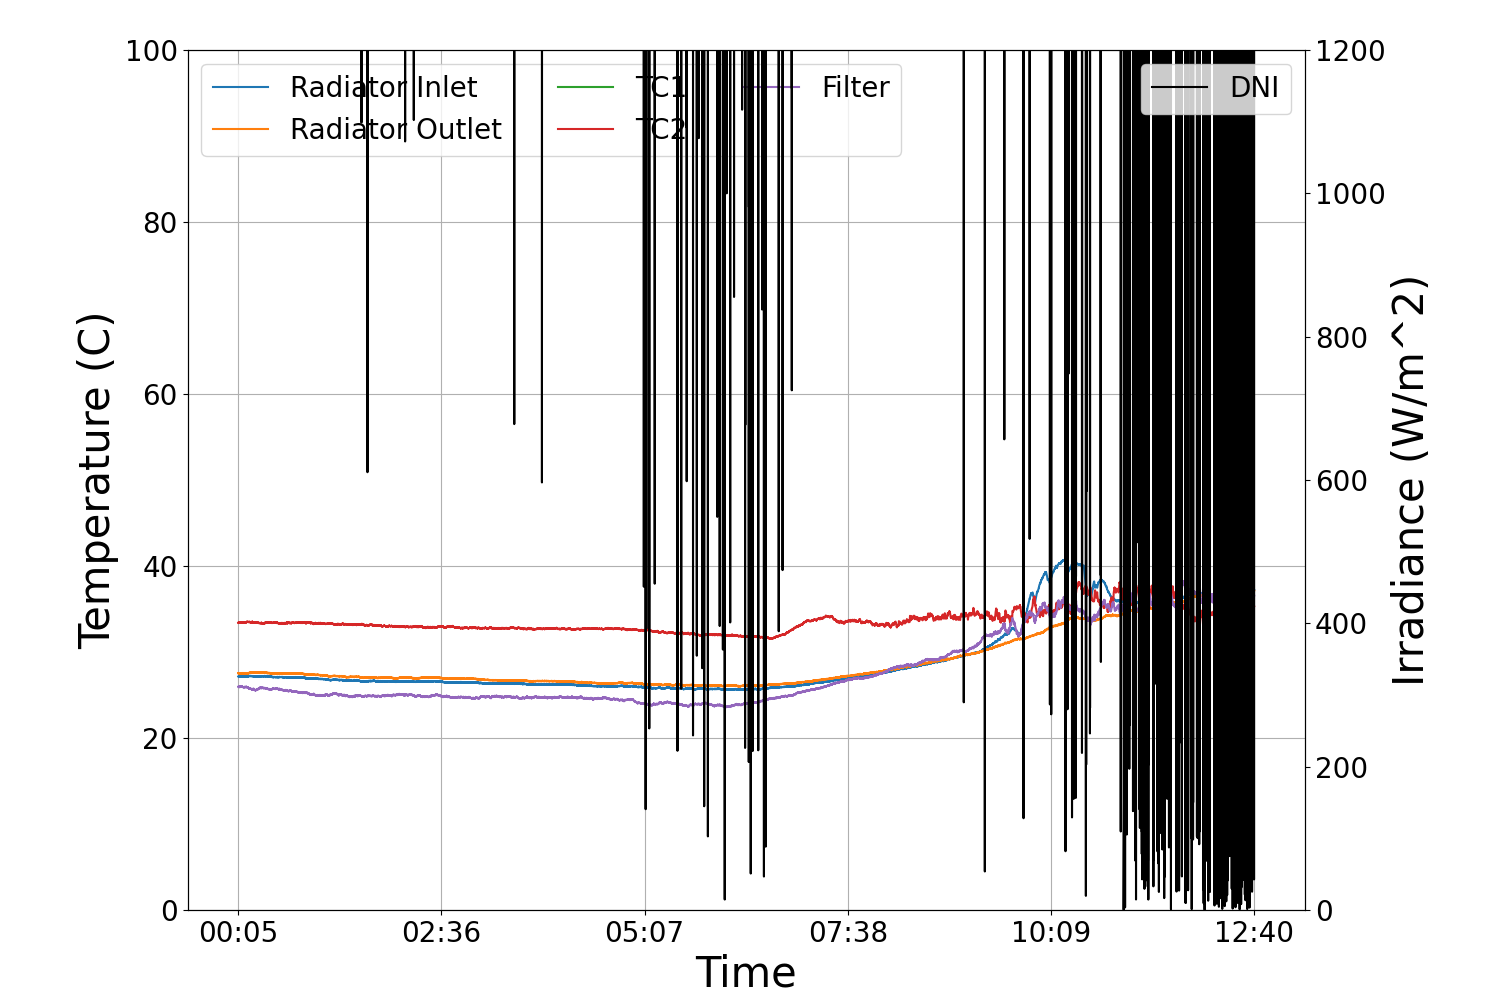 100
80
60
40
20
0
Temperature (C)
Radiator Inlet
Radiator Outlet
TC1
TC2
Filter
DNI
1200
1000
800
600
400
200
0
Irradiance (W/m^2)
00:05
02:36
05:07
07:38
10:09
12:40
Time